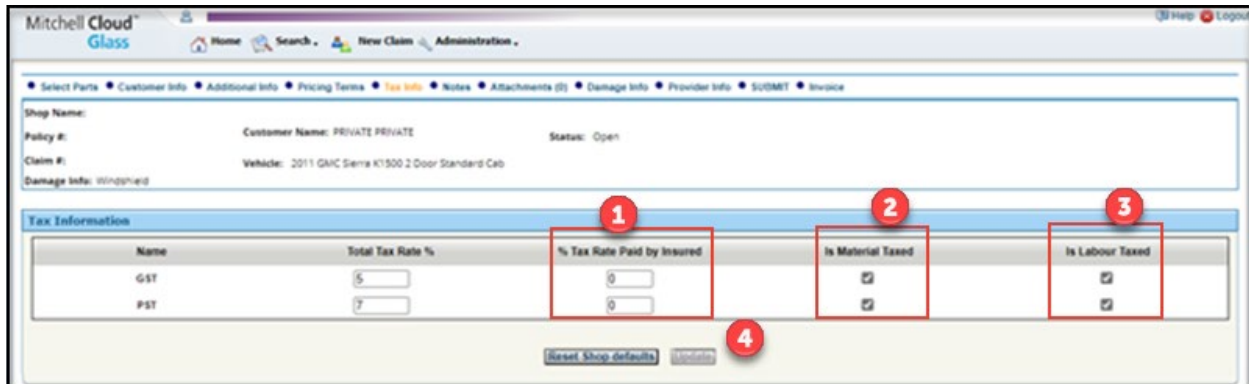 Mitchell Cloud™
Glass
Help Logout
Home Search New Claim Administration
Select Parts Customer Info Additional Info Pricing Terms Tax Info Notes Attachments (0) Damage Info Provider Info SUBMIT Invoice
Shop Name:
Policy #: Customer Name: PRIVATE PRIVATE Status: Open
Claim #: Vehicle: 2011 GMC Sierra K1500 2 Door Standard Cab
Damage Info: Windshield
1 2 3
Tax Information
Name Total Tax Rate % % Tax Rate Paid by Insured Is Material Taxed Is Labour Taxed
GST 5 0
PST 7 0
4
Reset Shop defaults Update